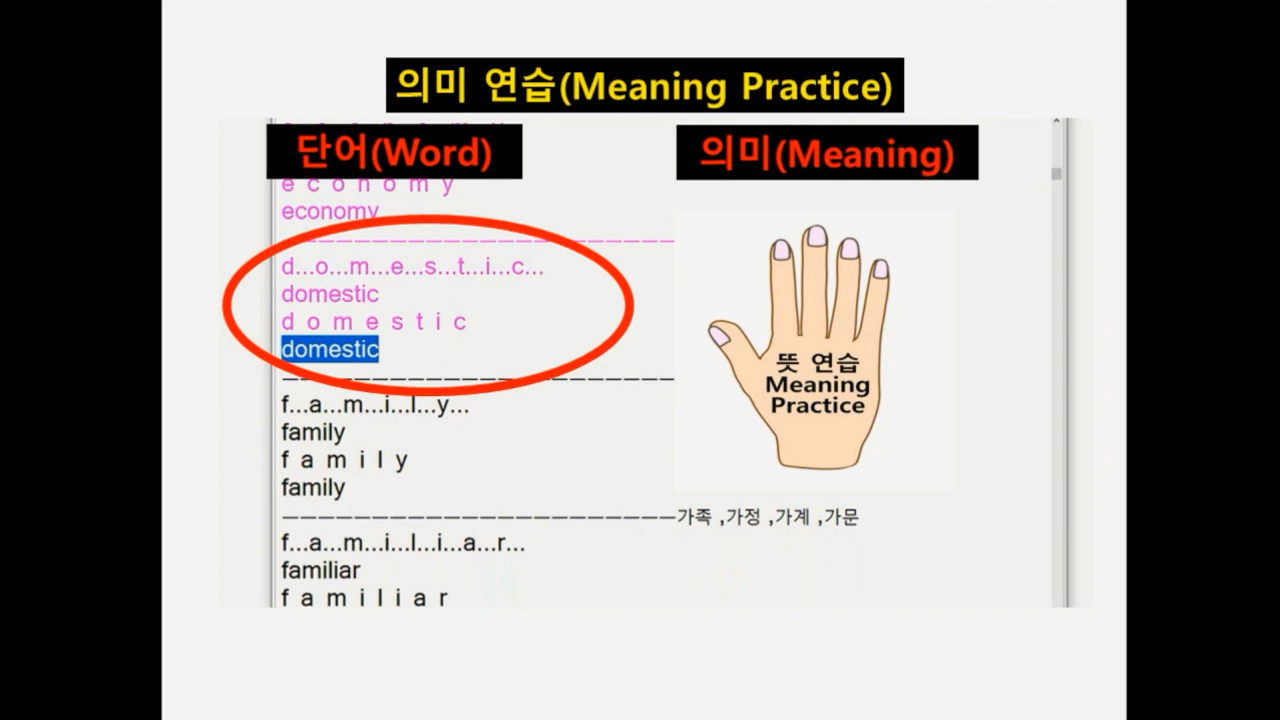 의미 연습(Meaning Practice)
단어(Word)
의미(Meaning)
e c o n o m y
economy
————————————————————————
d...o...m...e...s...t...i...c...
domestic
d o m e s t i c
domestic
————————————————————————
뜻 연습
Meaning
Practice
f...a...m...i...l...y...
family
f a m i l y
family
————————————————————————가족 ,가정 ,가계 ,가문
f...a...m...i...l...i...a...r...
familiar
f a m i l i a r